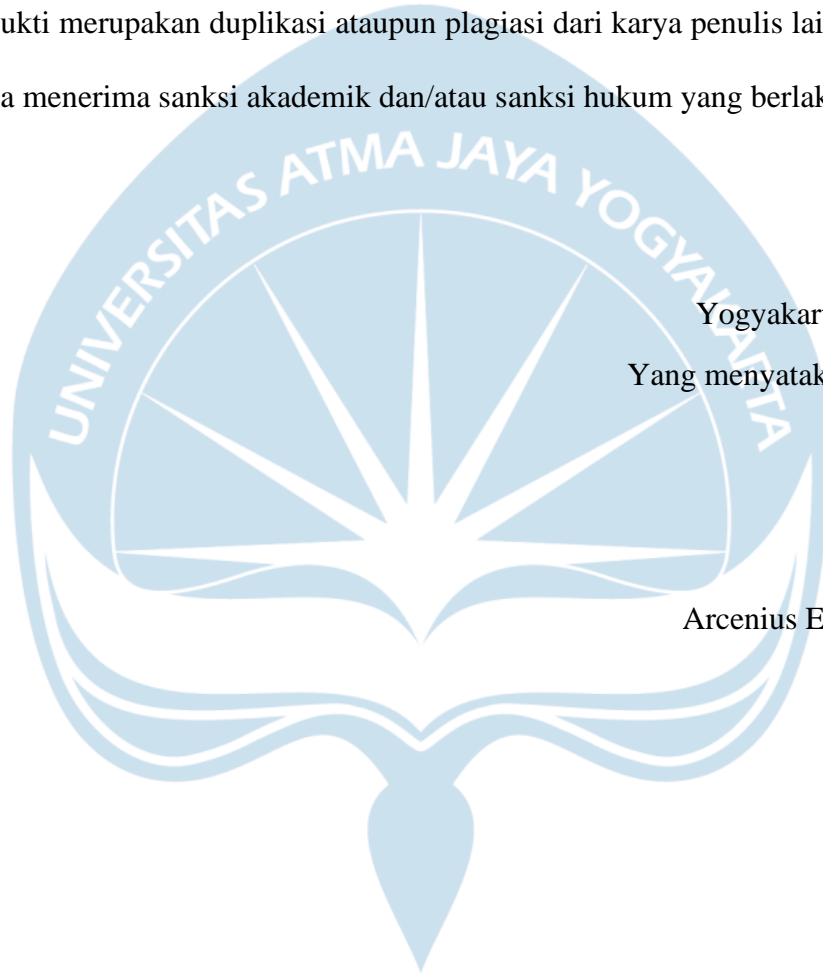 ukti merupakan duplikasi ataupun plagiasi dari karya penulis lai
a menerima sanksi akademik dan/atau sanksi hukum yang berlak
UNIVERSITAS ATMA JAYA YOGYAKARTA
Yogyakar
Yang menyatak
Arcenius E